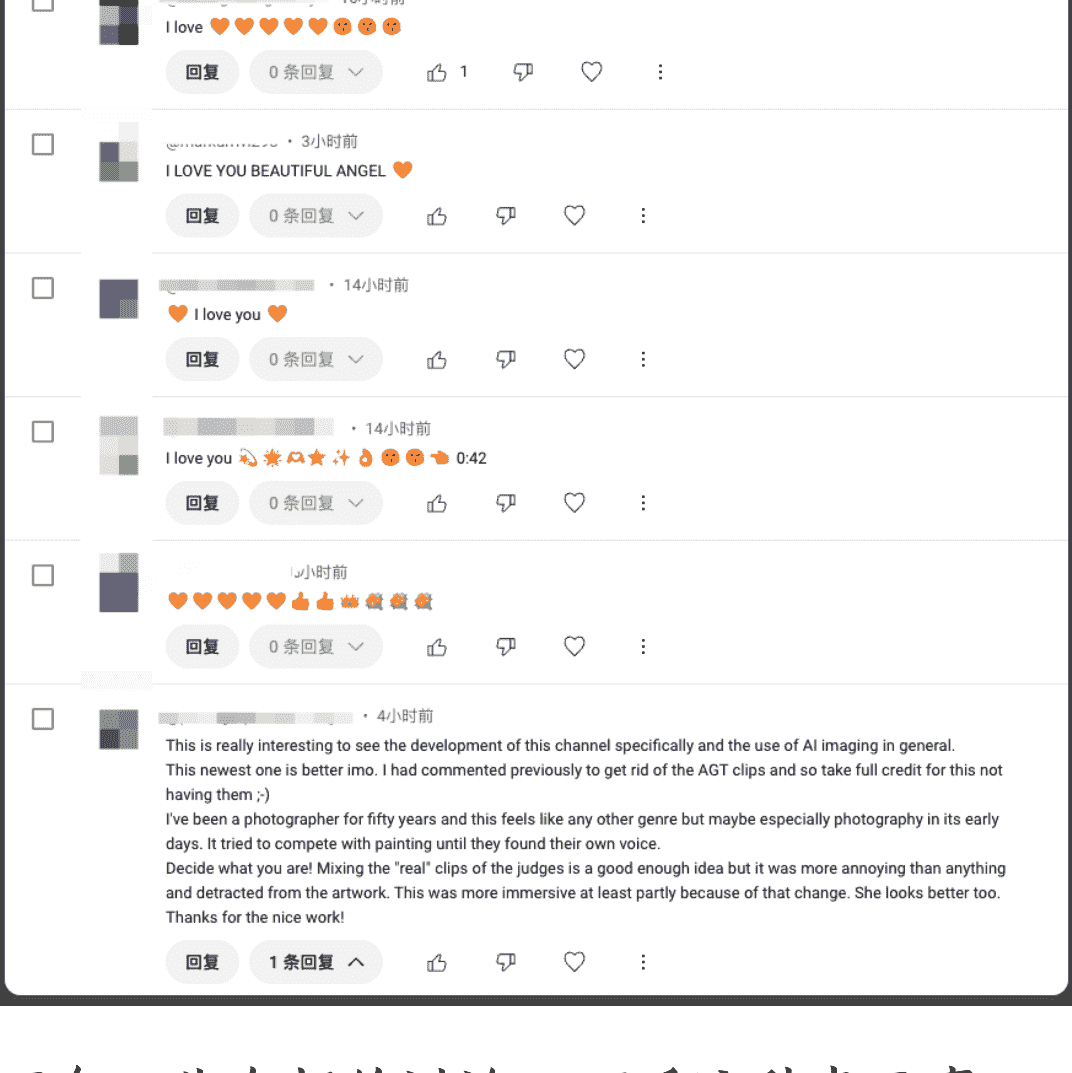 I love 🧡🧡🧡🧡🧡😗😗😗
回复 0 条回复 1
• 3小时前
I LOVE YOU BEAUTIFUL ANGEL 🧡
回复 0 条回复
• 14小时前
🧡 I love you 🧡
回复 0 条回复
• 14小时前
I love you 💫🌟🫶⭐✨👌😗😗👈 0:42
回复 0 条回复
小时前
🧡🧡🧡🧡🧡👍👍👑💐💐💐
回复 0 条回复
• 4小时前
This is really interesting to see the development of this channel specifically and the use of AI imaging in general.
This newest one is better imo. I had commented previously to get rid of the AGT clips and so take full credit for this not
having them ;-)
I've been a photographer for fifty years and this feels like any other genre but maybe especially photography in its early
days. It tried to compete with painting until they found their own voice.
Decide what you are! Mixing the "real" clips of the judges is a good enough idea but it was more annoying than anything
and detracted from the artwork. This was more immersive at least partly because of that change. She looks better too.
Thanks for the nice work!
回复 1 条回复